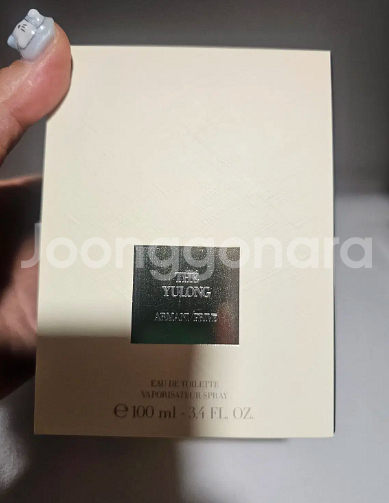 Joonggonara
THÉ
YULONG
ARMANI/PRIVÉ
EAU DE TOILETTE
VAPORISATEUR SPRAY
℮ 100 ml - 3.4 FL. OZ.